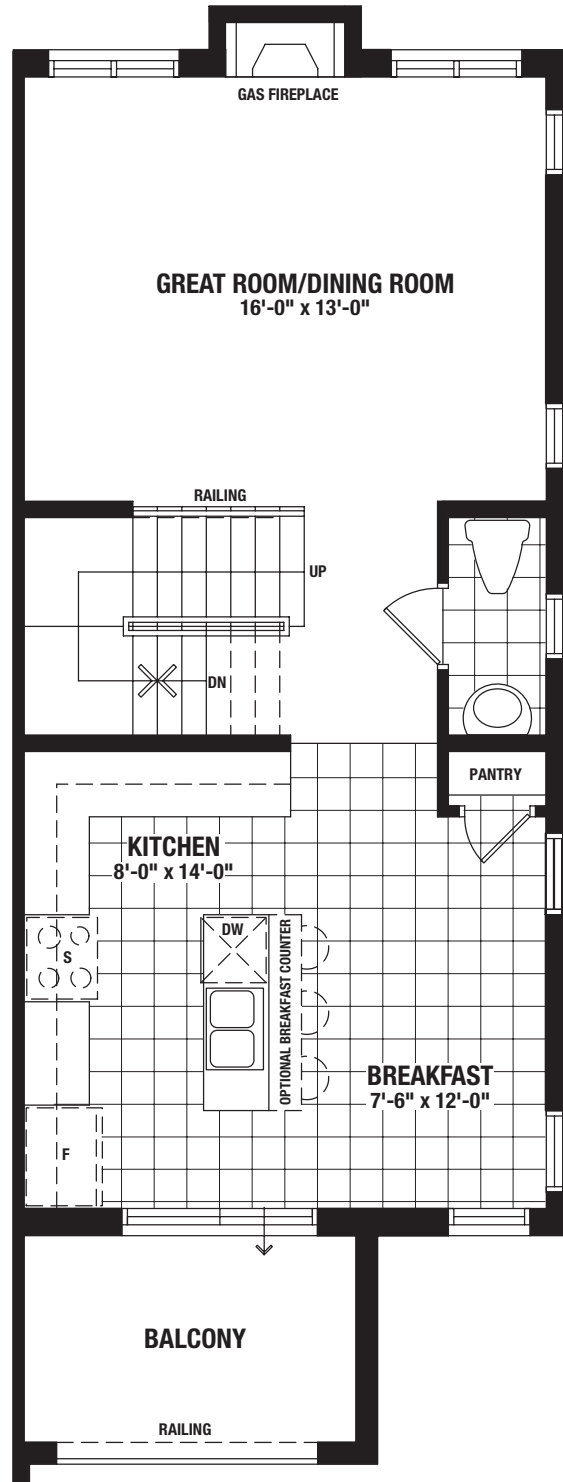 GAS FIREPLACE
GREAT ROOM/DINING ROOM
16'-0" x 13'-0"
RAILING
UP
DN
PANTRY
KITCHEN
8'-0" x 14'-0"
DW
S
OPTIONAL BREAKFAST COUNTER
BREAKFAST
7'-6" x 12'-0"
F
BALCONY
RAILING